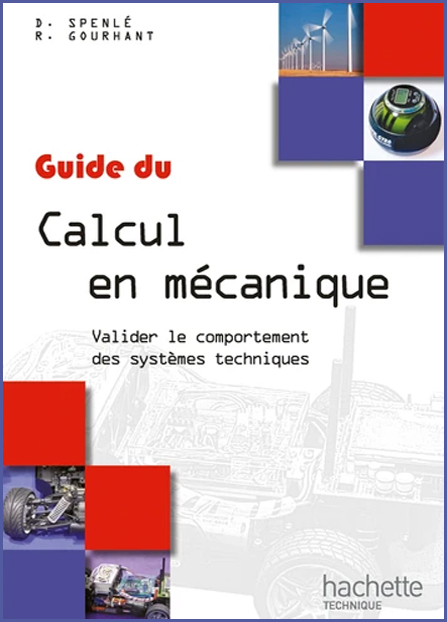 D. SPENLÉ
R. GOURHANT
Guide du
Calcul
en mécanique
Valider le comportement
des systèmes techniques
hachette
TECHNIQUE